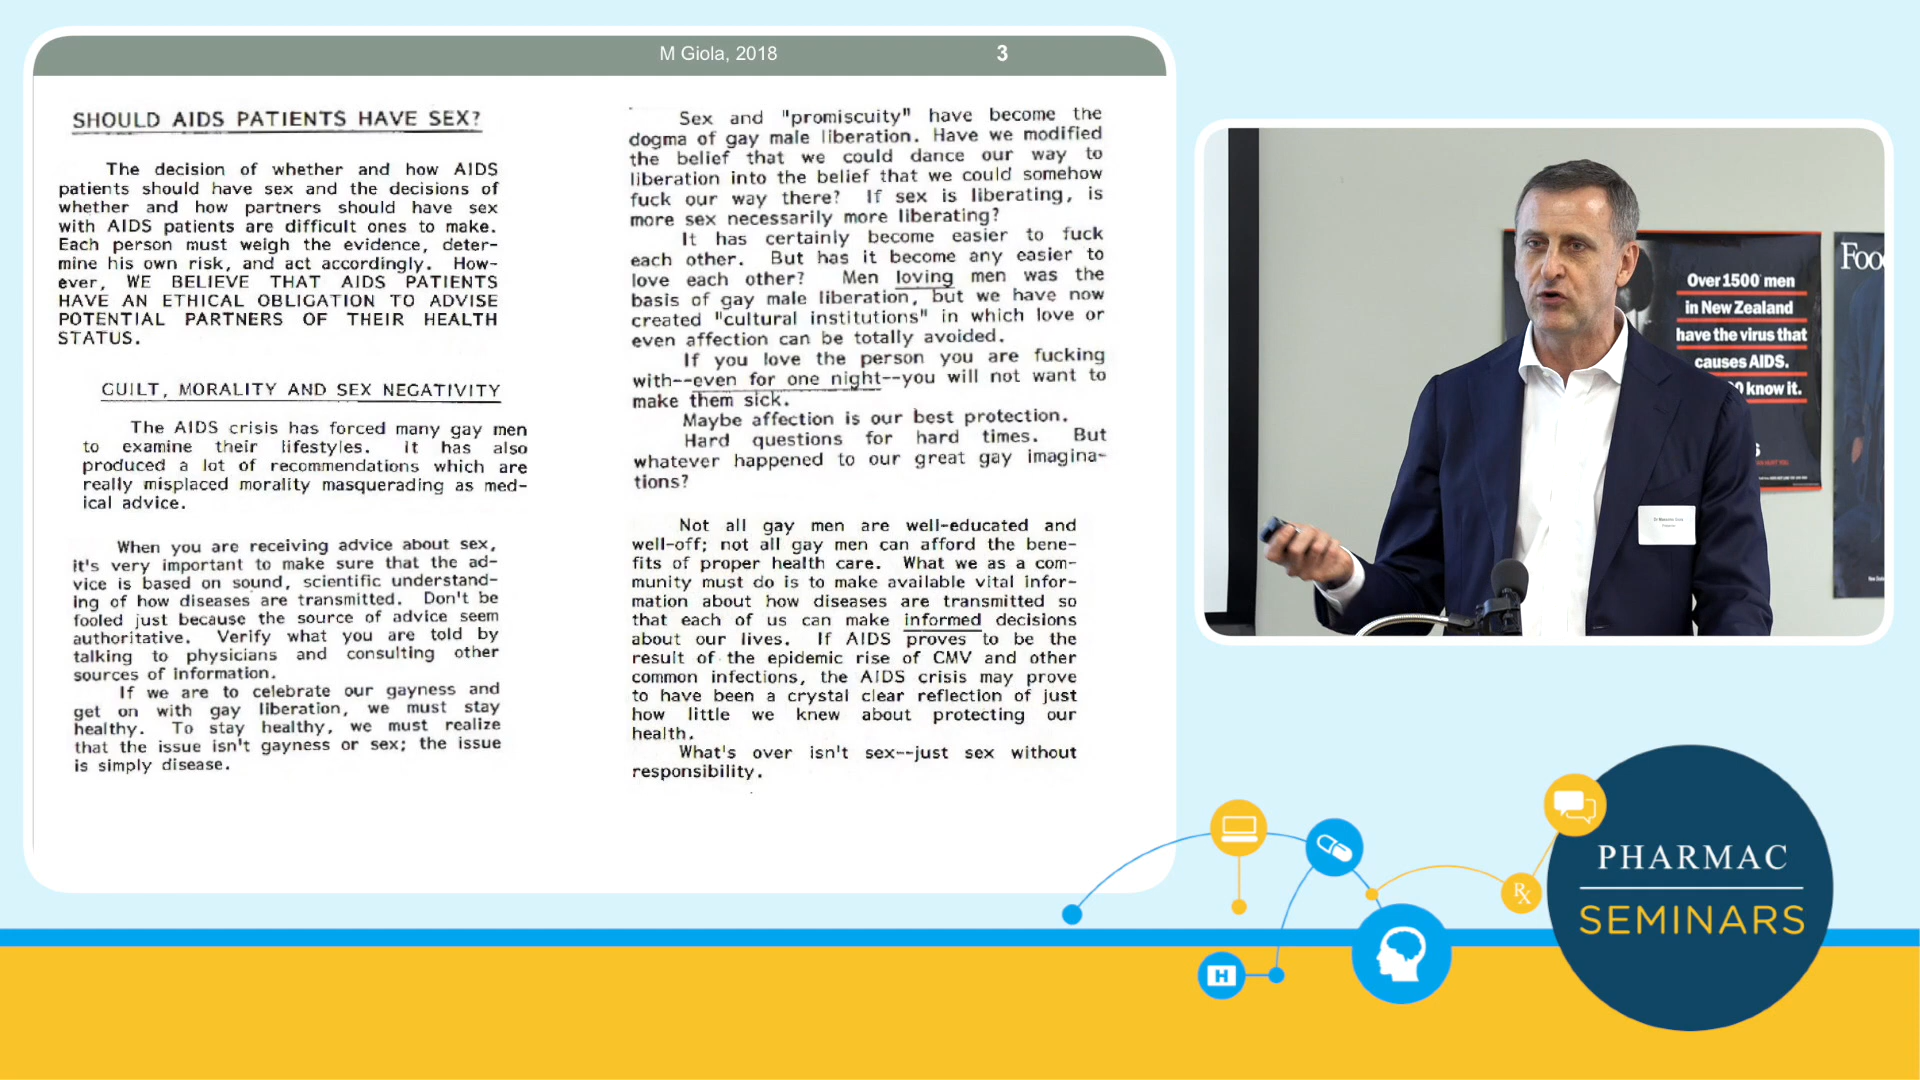 M Giola, 2018
3
SHOULD AIDS PATIENTS HAVE SEX?
The decision of whether and how AIDS
patients should have sex and the decisions of
whether and how partners should have sex
with AIDS patients are difficult ones to make.
Each person must weigh the evidence, deter-
mine his own risk, and act accordingly. How-
ever, WE BELIEVE THAT AIDS PATIENTS
HAVE AN ETHICAL OBLIGATION TO ADVISE
POTENTIAL PARTNERS OF THEIR HEALTH
STATUS.
GUILT, MORALITY AND SEX NEGATIVITY
The AIDS crisis has forced many gay men
to examine their lifestyles. It has also
produced a lot of recommendations which are
really misplaced morality masquerading as med-
ical advice.
When you are receiving advice about sex,
it's very important to make sure that the ad-
vice is based on sound, scientific understand-
ing of how diseases are transmitted. Don't be
fooled just because the source of advice seem
authoritative. Verify what you are told by
talking to physicians and consulting other
sources of information.
If we are to celebrate our gayness and
get on with gay liberation, we must stay
healthy. To stay healthy, we must realize
that the issue isn't gayness or sex; the issue
is simply disease.
Sex and "promiscuity" have become the
dogma of gay male liberation. Have we modified
the belief that we could dance our way to
liberation into the belief that we could somehow
fuck our way there? If sex is liberating, is
more sex necessarily more liberating?
It has certainly become easier to fuck
each other. But has it become any easier to
love each other? Men loving men was the
basis of gay male liberation, but we have now
created "cultural institutions" in which love or
even affection can be totally avoided.
If you love the person you are fucking
with--even for one night--you will not want to
make them sick.
Maybe affection is our best protection.
Hard questions for hard times. But
whatever happened to our great gay imagina-
tions?
Not all gay men are well-educated and
well-off; not all gay men can afford the bene-
fits of proper health care. What we as a com-
munity must do is to make available vital infor-
mation about how diseases are transmitted so
that each of us can make informed decisions
about our lives. If AIDS proves to be the
result of the epidemic rise of CMV and other
common infections, the AIDS crisis may prove
to have been a crystal clear reflection of just
how little we knew about protecting our
health.
What's over isn't sex--just sex without
responsibility.
Over 1500 men
in New Zealand
have the virus that
causes AIDS.
0 know it.
Foo
H
Rx
PHARMAC
SEMINARS